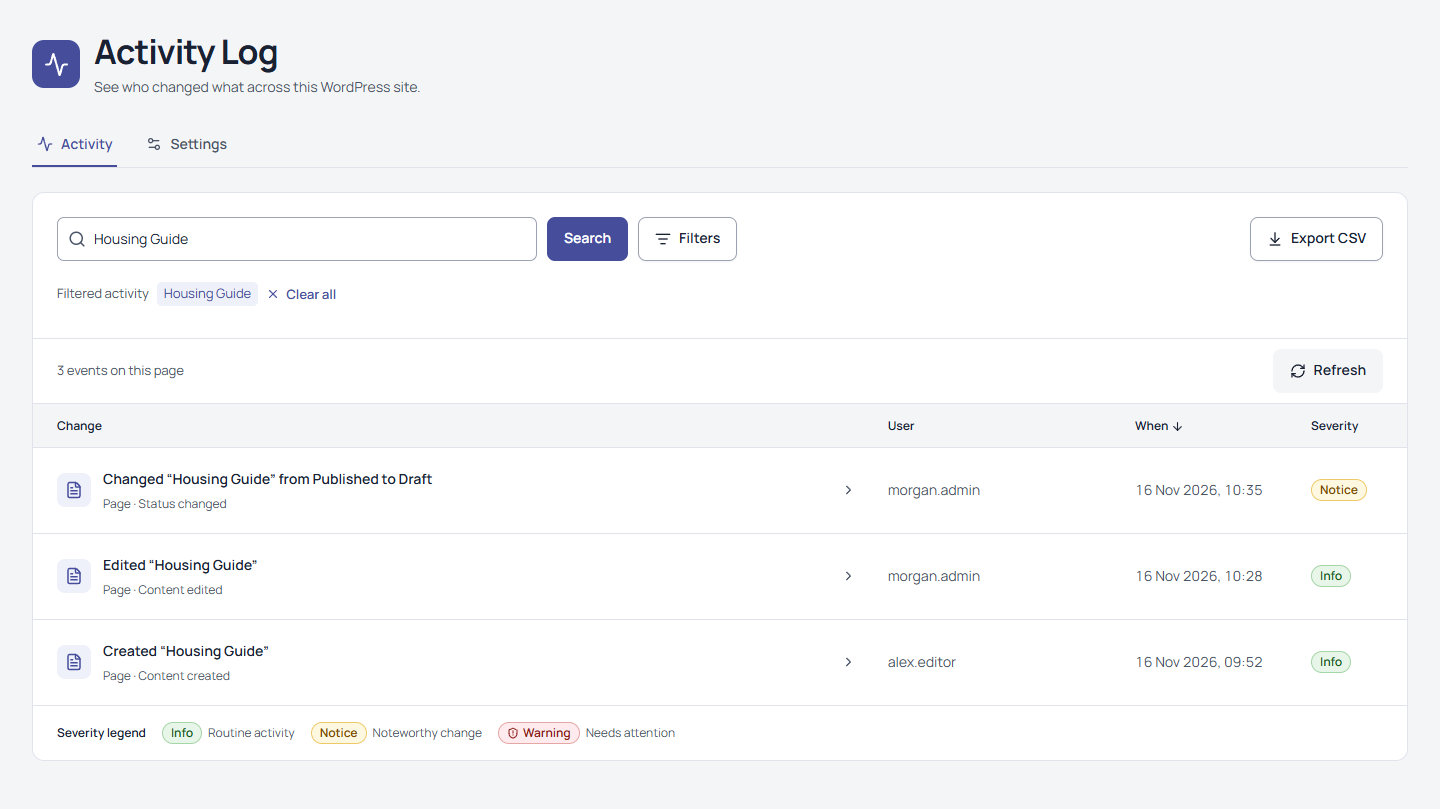 Activity Log
See who changed what across this WordPress site.
Activity Settings
Housing Guide Search Filters Export CSV
Filtered activity Housing Guide Clear all
3 events on this page Refresh
Change User When Severity
Changed “Housing Guide” from Published to Draft
Page · Status changed
morgan.admin 16 Nov 2026, 10:35 Notice
Edited “Housing Guide”
Page · Content edited
morgan.admin 16 Nov 2026, 10:28 Info
Created “Housing Guide”
Page · Content created
alex.editor 16 Nov 2026, 09:52 Info
Severity legend Info Routine activity Notice Noteworthy change Warning Needs attention